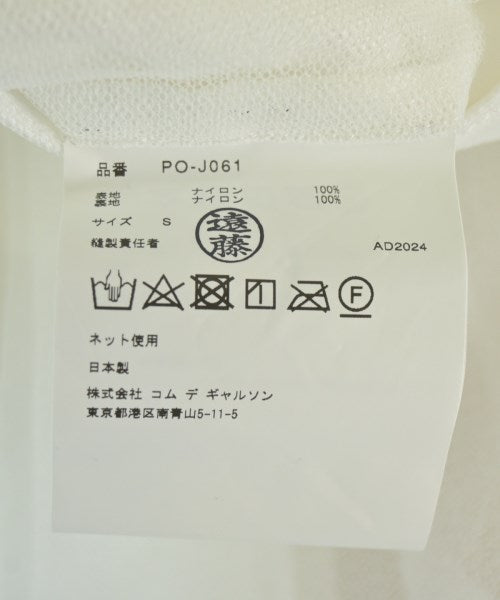 品番 PO-J061
表地 ナイロン 100%
裏地 ナイロン 100%
サイズ S
遠藤
縫製責任者
AD2024
F
ネット使用
日本製
株式会社 コム デ ギャルソン
東京都港区南青山5-11-5